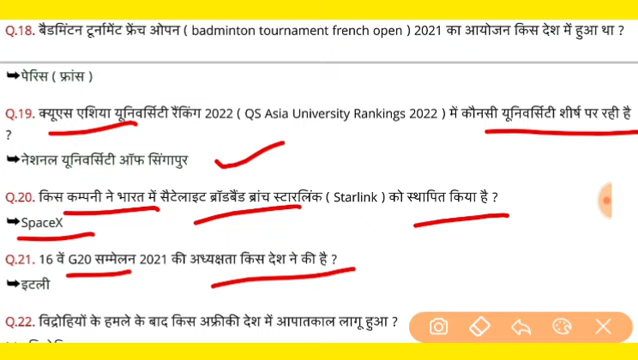 Q.18. बैडमिंटन टूर्नामेंट फ्रेंच ओपन ( badminton tournament french open ) 2021 का आयोजन किस देश में हुआ था ?
➡पेरिस ( फ्रांस )
Q.19. क्यूएस एशिया यूनिवर्सिटी रैंकिंग 2022 ( QS Asia University Rankings 2022 ) में कौनसी यूनिवर्सिटी शीर्ष पर रही है
?
➡नेशनल यूनिवर्सिटी ऑफ सिंगापुर
Q.20. किस कम्पनी ने भारत में सैटेलाइट ब्रॉडबैंड ब्रांच स्टारलिंक ( Starlink ) को स्थापित किया है ?
➡SpaceX
Q.21. 16 वें G20 सम्मेलन 2021 की अध्यक्षता किस देश ने की है ?
➡इटली
Q.22. विद्रोहियों के हमले के बाद किस अफ्रीकी देश में आपातकाल लागू हुआ ?